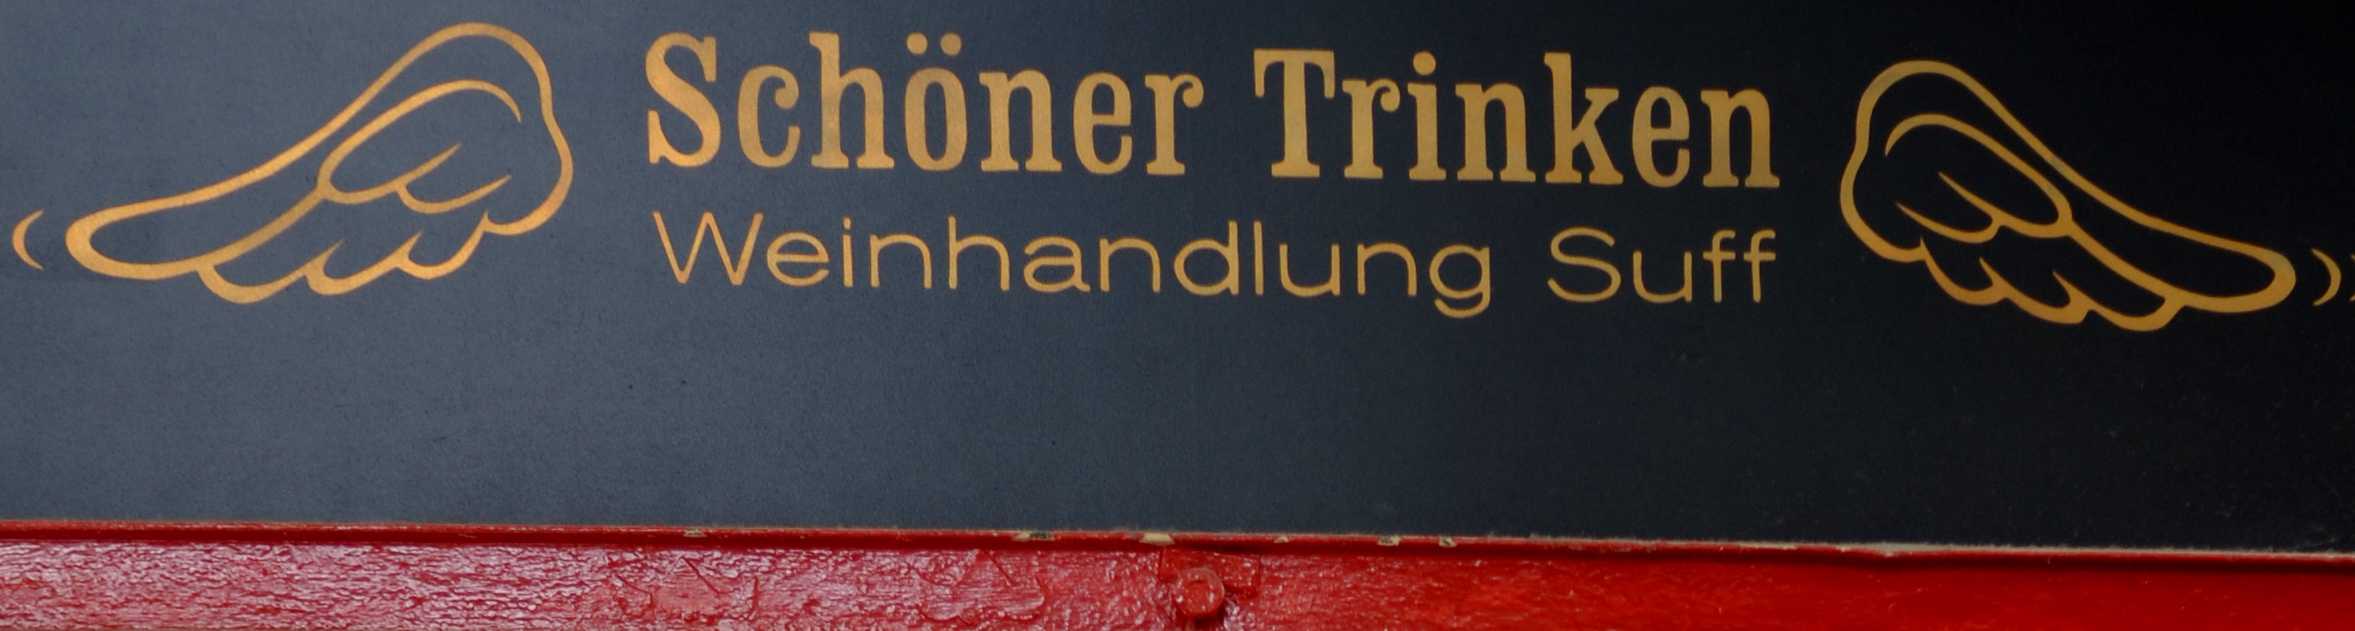 Schöner Trinken
Weinhandlung Suff